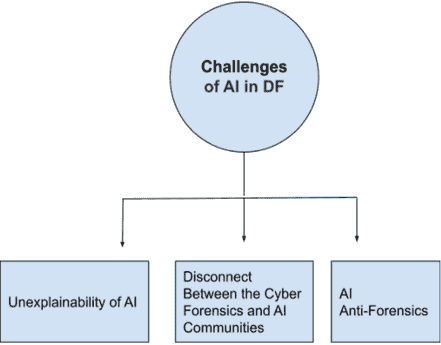 Challenges
of AI in DF
Unexplainability of AI
Disconnect
Between the Cyber
Forensics and AI
Communities
AI
Anti-Forensics